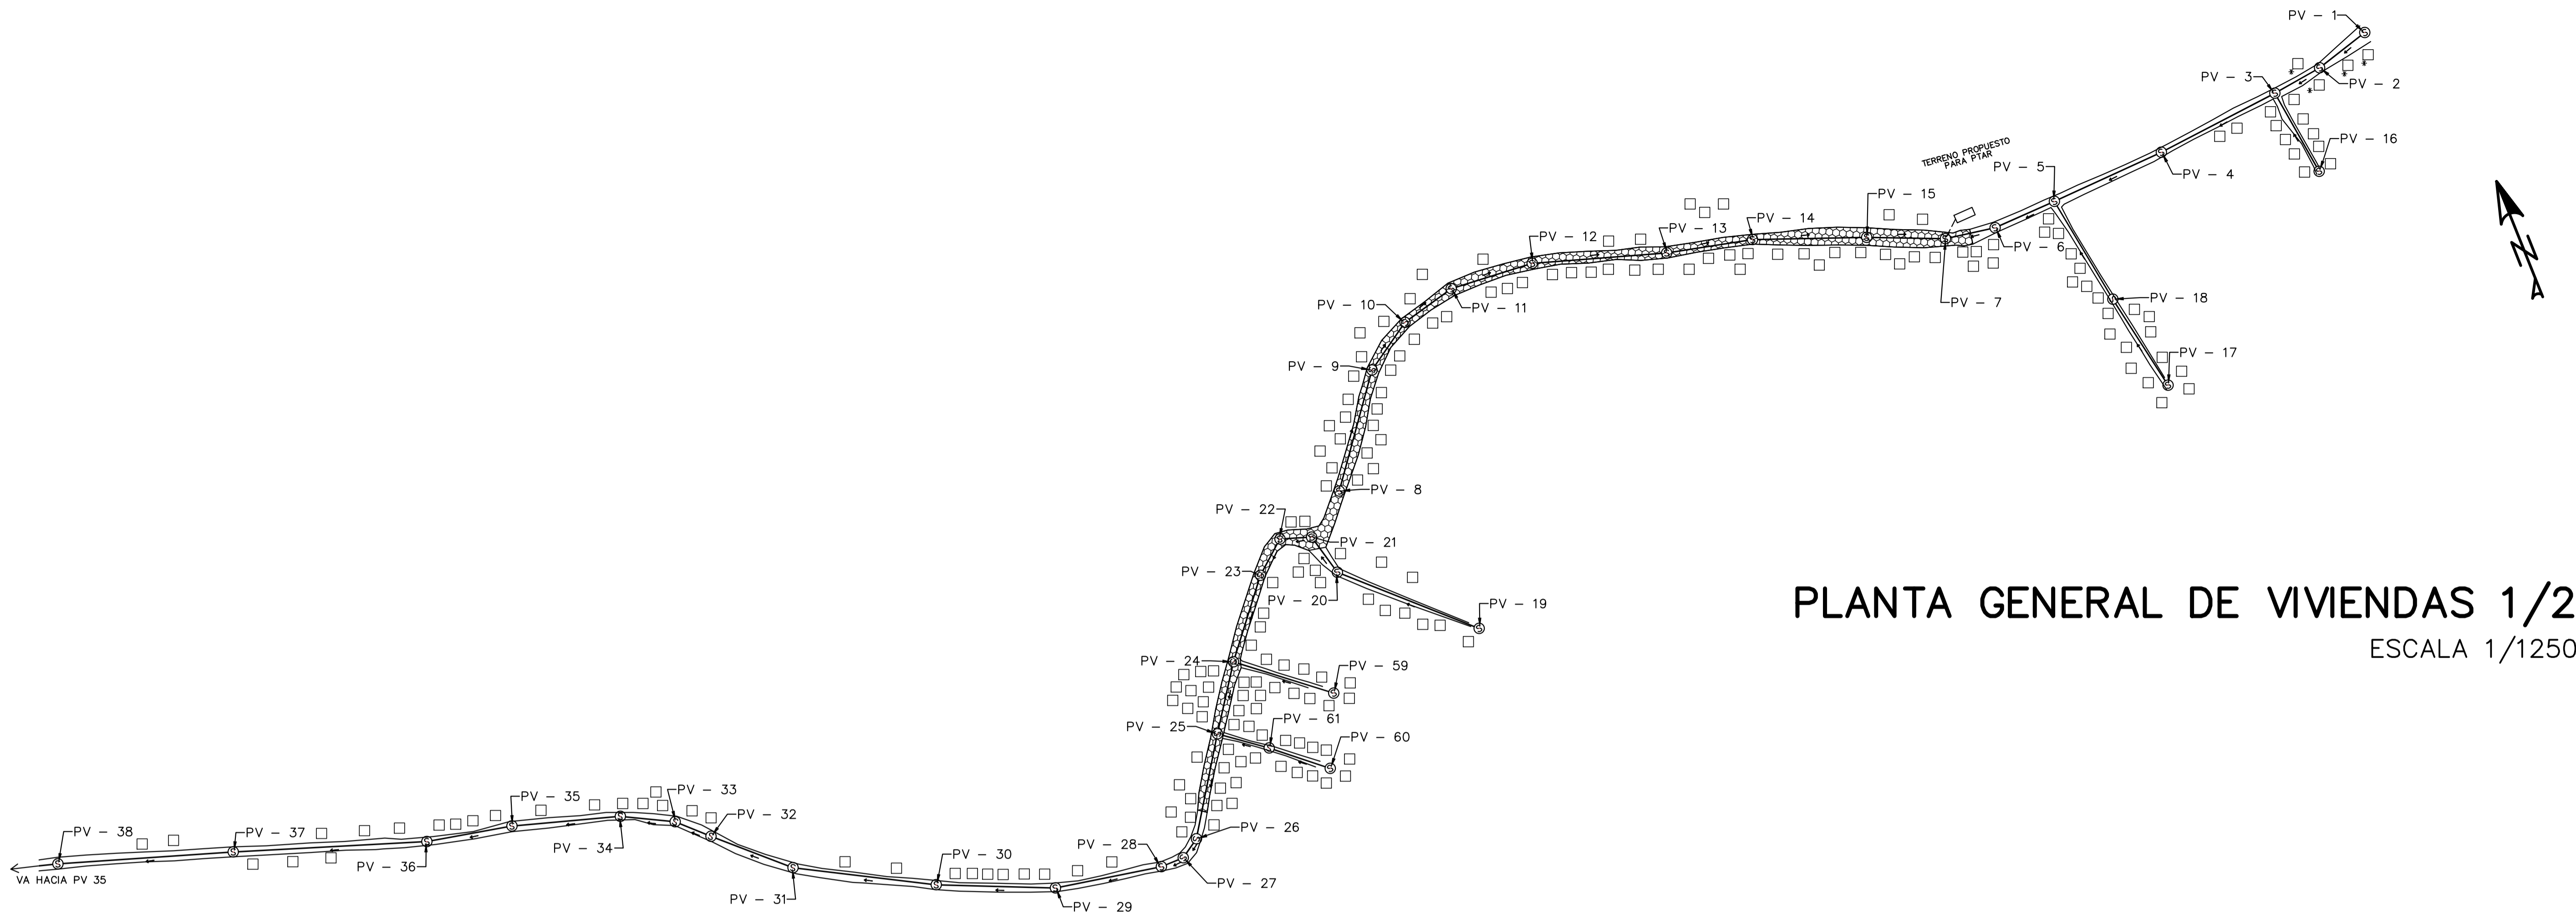 PV - 1
PV - 3
PV - 2
PV - 16
TERRENO PROPUESTO
PARA PTAR
PV - 5
PV - 4
PV - 15
PV - 14
PV - 13
PV - 12
PV - 6
PV - 18
PV - 7
PV - 10
PV - 11
PV - 17
PV - 9
N
PV - 8
PV - 22
PV - 21
PV - 23
PV - 20
PV - 19
PLANTA GENERAL DE VIVIENDAS 1/2
ESCALA 1/1250
PV - 24
PV - 59
PV - 61
PV - 25
PV - 60
PV - 33
PV - 35
PV - 32
PV - 26
PV - 38
PV - 37
PV - 34
PV - 28
PV - 30
PV - 36
VA HACIA PV 35
PV - 27
PV - 31
PV - 29